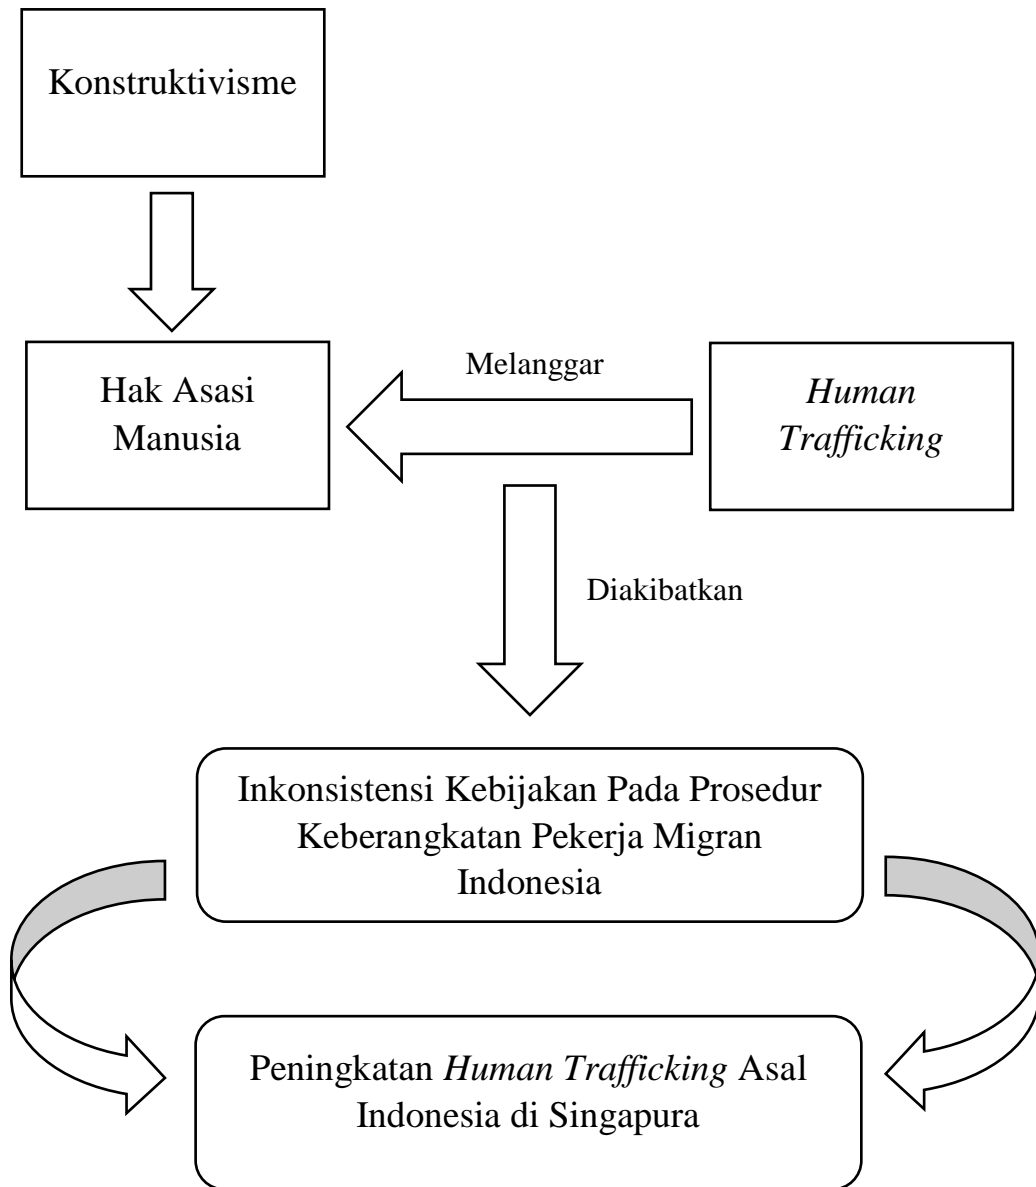 Konstruktivisme
Melanggar
Hak Asasi
Manusia
Human
Trafficking
Diakibatkan
Inkonsistensi Kebijakan Pada Prosedur
Keberangkatan Pekerja Migran
Indonesia
Peningkatan Human Trafficking Asal
Indonesia di Singapura